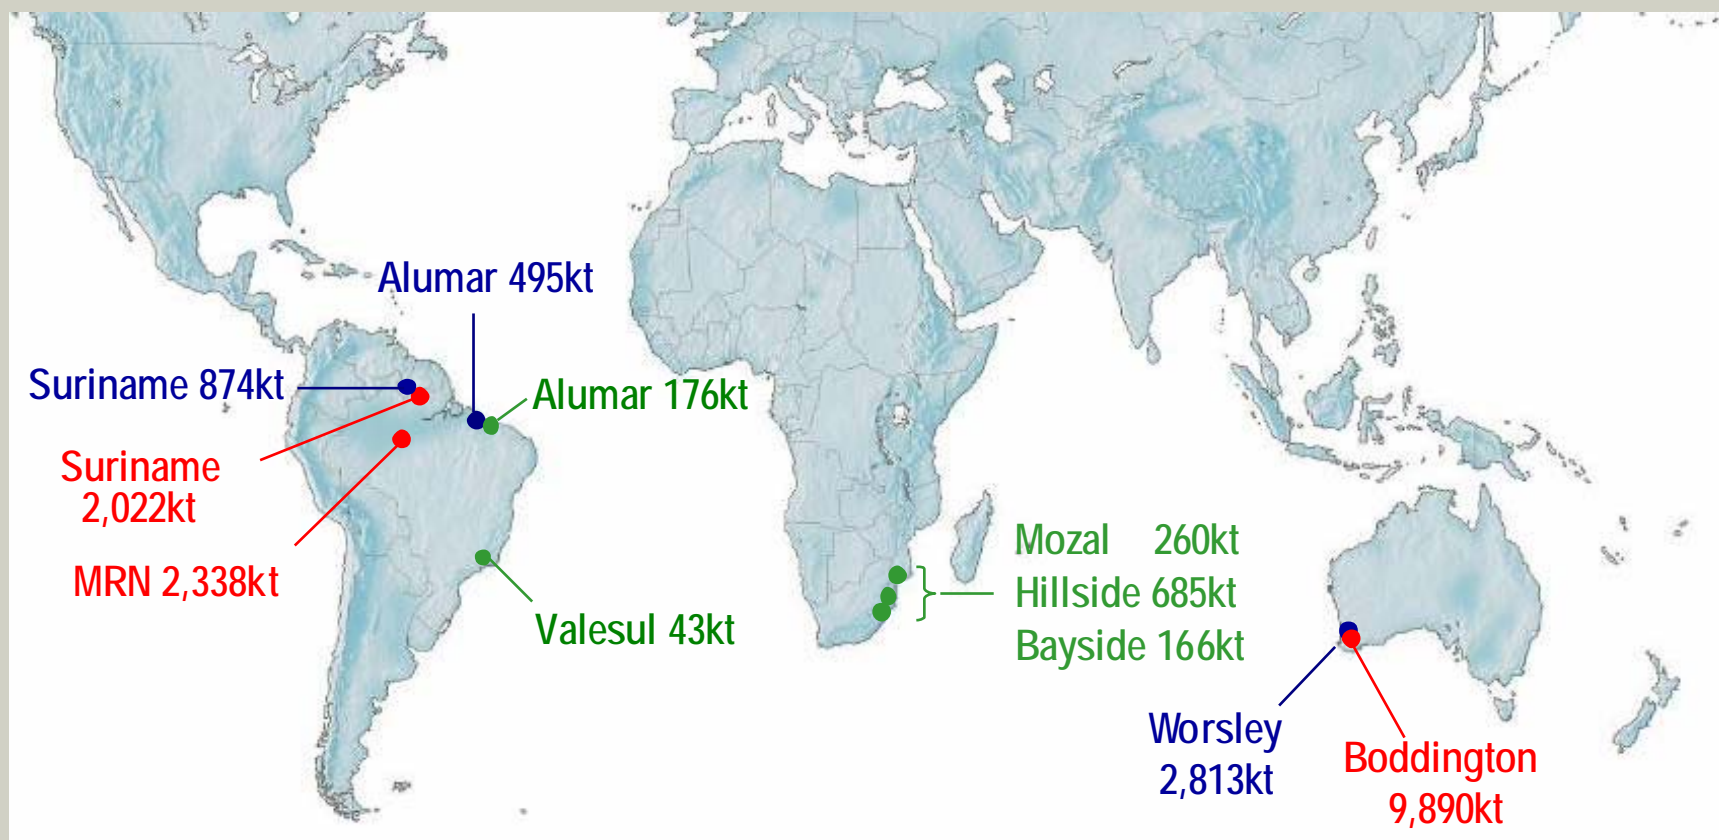 Alumar 495kt
Suriname 874kt
Alumar 176kt
Suriname
2,022kt
MRN 2,338kt
Valesul 43kt
Mozal 260kt
Hillside 685kt
Bayside 166kt
Worsley
2,813kt
Boddington
9,890kt